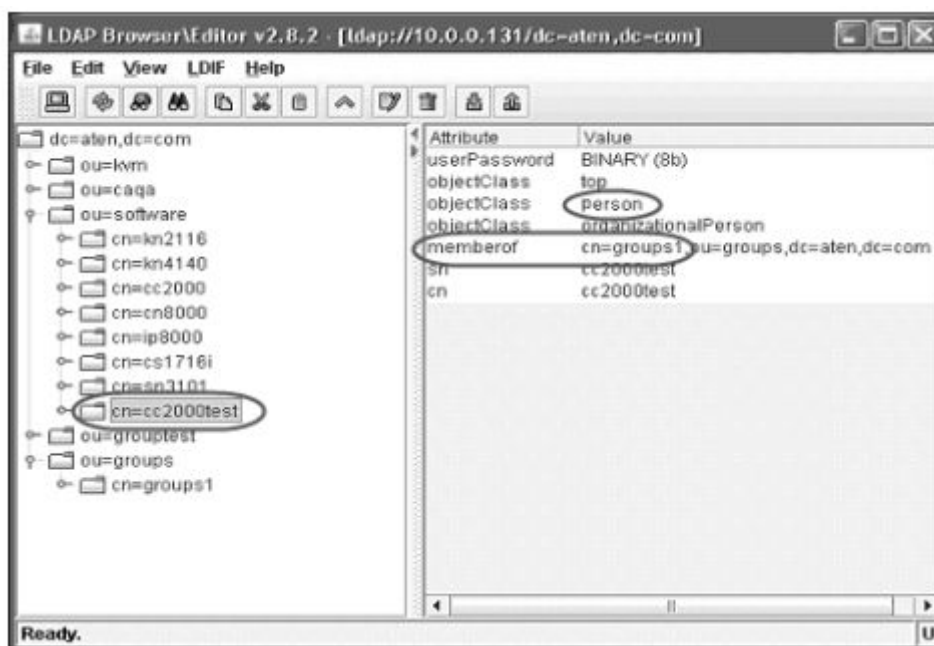 LDAP Browser\Editor v2.8.2 - [ldap://10.0.0.131/dc=aten,dc=com]
File Edit View LDIF Help
dc=aten,dc=com
ou=kvm
ou=caqa
ou=software
cn=kn2116
cn=kn4140
cn=cc2000
cn=cn8000
cn=ip8000
cn=cs1716i
cn=sn3101
cn=cc2000test
ou=grouptest
ou=groups
cn=groups1
Attribute Value
userPassword BINARY (8b)
objectClass top
objectClass person
objectClass organizationalPerson
memberof cn=groups1,ou=groups,dc=aten,dc=com
sn cc2000test
cn cc2000test
Ready.
U